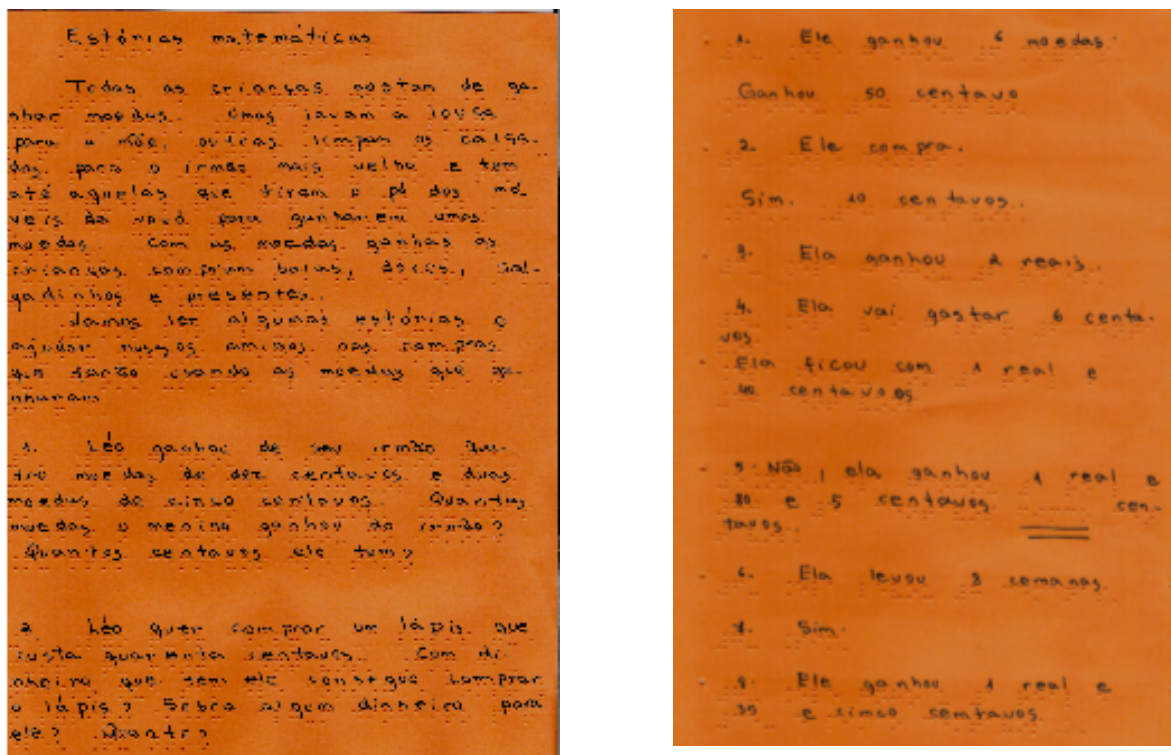 Estórias matemáticas
Todas as crianças gostam de ga-
nhar moedas. Umas lavam a louça
para a mãe, outras limpam os calça-
dos para o irmão mais velho e tem
até aquelas que tiram o pó dos mó
veis da vovó para ganharem umas
moedas. Com as moedas ganhas as
crianças compram balas, doces, sal-
gadinhos e presentes.
Vamos ler algumas estórias e
ajudar nossos amigos nas compras
que farão usando as moedas que ga-
nharam
1. Léo ganhou de seu irmão qua-
tro moedas de dez centavos e duas
moedas de cinco centavos. Quantas
moedas o menino ganhou do irmão?
Quantos centavos ele tem?
2. Léo quer comprar um lápis que
custa quarenta centavos. Com di-
nheiro que tem ele consegue comprar
o lápis? Sobra algum dinheiro para
ele? Quanto?
1. Ele ganhou 6 moedas.
Ganhou 50 centavo
2. Ele compra.
Sim. 10 centavos.
3. Ela ganhou 2 reais.
4. Ela vai gastar 6 centa-
vos
Ela ficou com 1 real e
40 centavoos
5. Não, ela ganhou 1 real e
80 e 5 centavos. cen-
tavos.
6. Ela levou 3 cemanas.
7. Sim.
8. Ele ganhou 1 real e
35 e cinco cemtavos